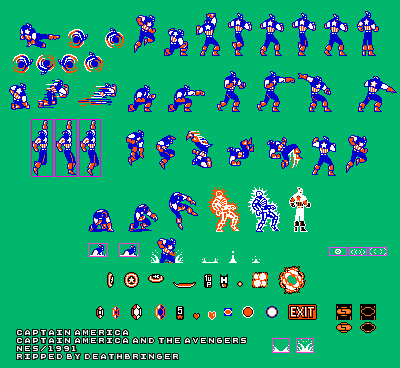 EXIT
CAPTAIN AMERICA
CAPTAIN AMERICA AND THE AVENGERS
NES/1991
RIPPED BY DEATHBRINGER